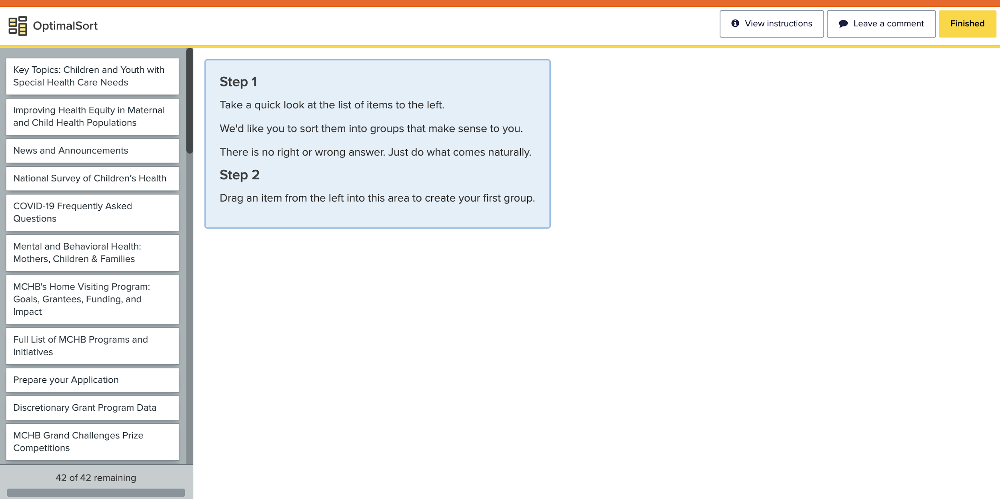 OptimalSort
View instructions
Leave a comment
Finished
Key Topics: Children and Youth with
Special Health Care Needs
Improving Health Equity in Maternal
and Child Health Populations
News and Announcements
National Survey of Children’s Health
COVID-19 Frequently Asked
Questions
Mental and Behavioral Health:
Mothers, Children & Families
MCHB's Home Visiting Program:
Goals, Grantees, Funding, and
Impact
Full List of MCHB Programs and
Initiatives
Prepare your Application
Discretionary Grant Program Data
MCHB Grand Challenges Prize
Competitions
42 of 42 remaining
Step 1
Take a quick look at the list of items to the left.
We'd like you to sort them into groups that make sense to you.
There is no right or wrong answer. Just do what comes naturally.
Step 2
Drag an item from the left into this area to create your first group.